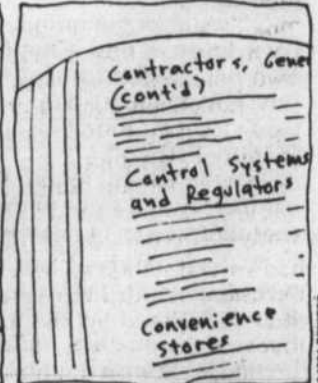 Contractors, Gene
(cont'd)
Control Systems
and Regulators
Convenience
Stores